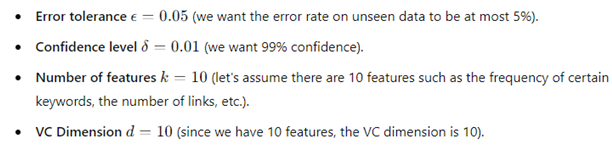 • Error tolerance ϵ = 0.05 (we want the error rate on unseen data to be at most 5%).
• Confidence level δ = 0.01 (we want 99% confidence).
• Number of features k = 10 (let's assume there are 10 features such as the frequency of certain
keywords, the number of links, etc.).
• VC Dimension d = 10 (since we have 10 features, the VC dimension is 10).